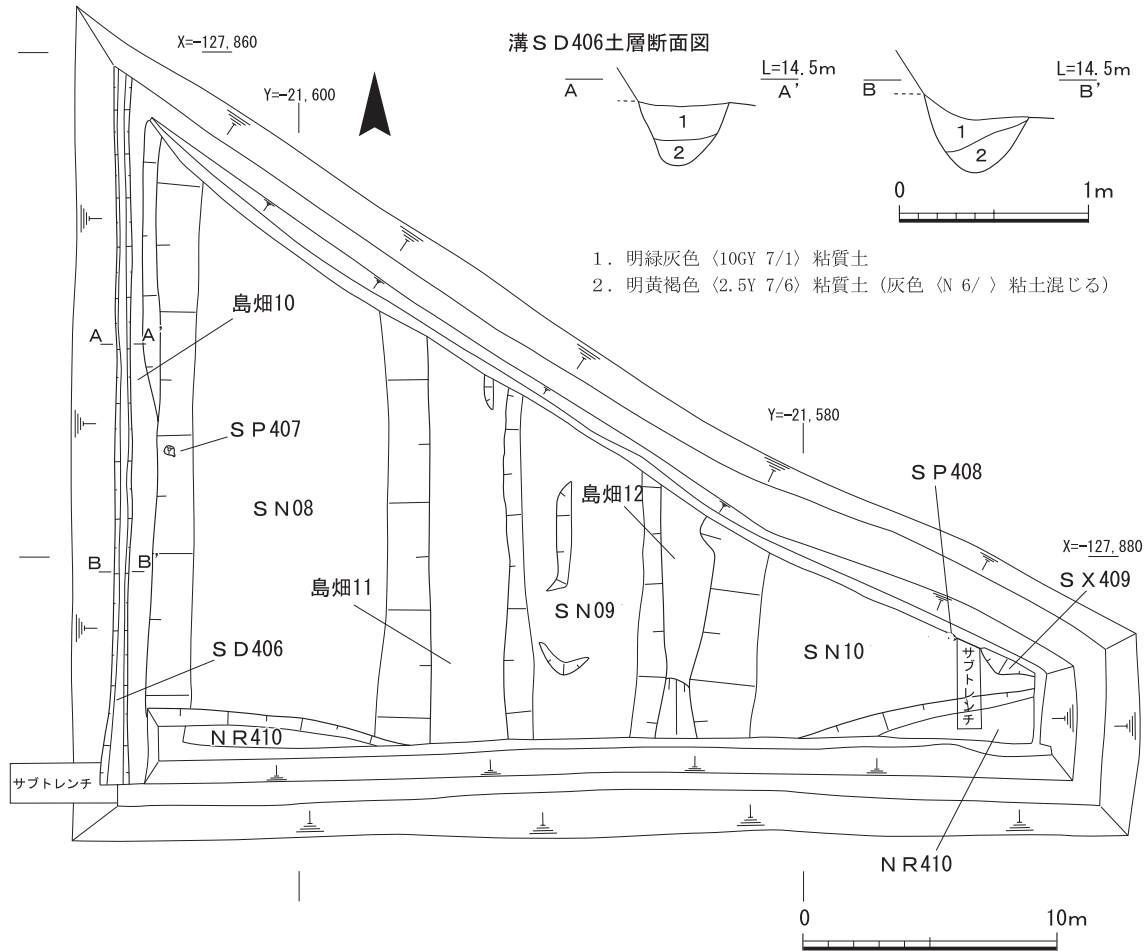 X=-127,860
溝SD406土層断面図
L=14.5m
A A'
L=14.5m
B B'
Y=-21,600
1
2
1
2
0 1m
1. 明緑灰色〈10GY 7/1〉粘質土
2. 明黄褐色〈2.5Y 7/6〉粘質土(灰色〈N 6/ 〉粘土混じる)
島畑10
A A'
Y=-21,580
SP407
SP408
島畑12
SN08
X=-127,880
B B'
SX409
島畑11
SN09
SD406
SN10
サブトレンチ
NR410
サブトレンチ
NR410
0 10m